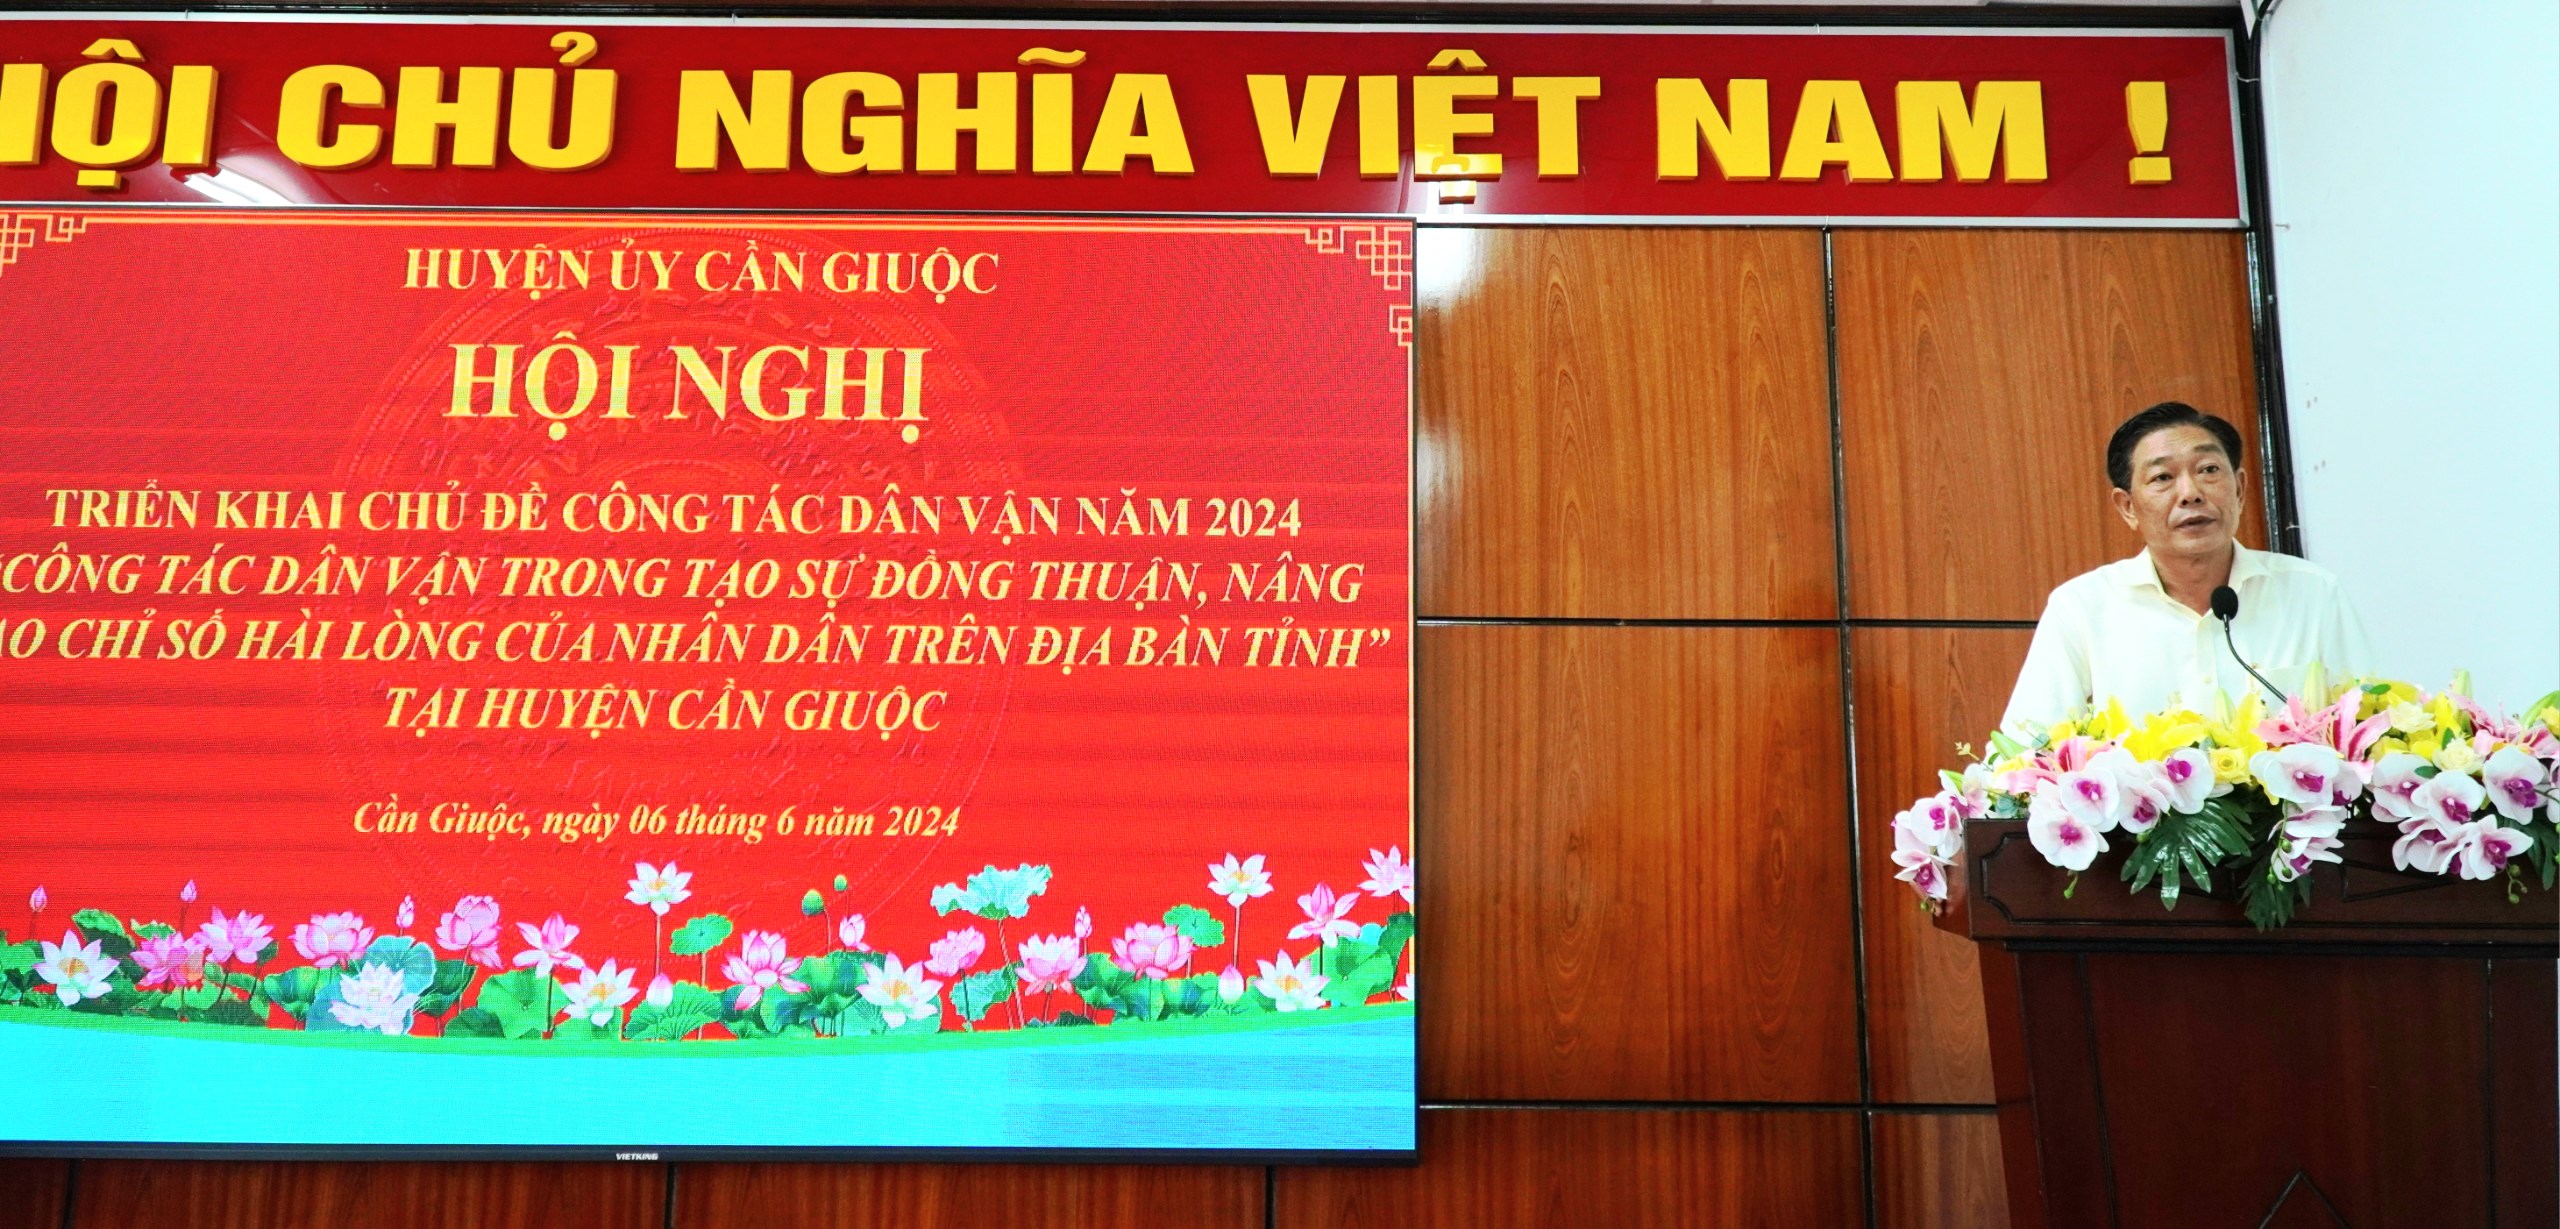 HỘI CHỦ NGHĨA VIỆT NAM !
HUYỆN ỦY CẦN GIUỘC
HỘI NGHỊ
TRIỂN KHAI CHỦ ĐỀ CÔNG TÁC DÂN VẬN NĂM 2024
“CÔNG TÁC DÂN VẬN TRONG TẠO SỰ ĐỒNG THUẬN, NÂNG
AO CHỈ SỐ HÀI LÒNG CỦA NHÂN DÂN TRÊN ĐỊA BÀN TỈNH”
TẠI HUYỆN CẦN GIUỘC
Cần Giuộc, ngày 06 tháng 6 năm 2024
VIETKING